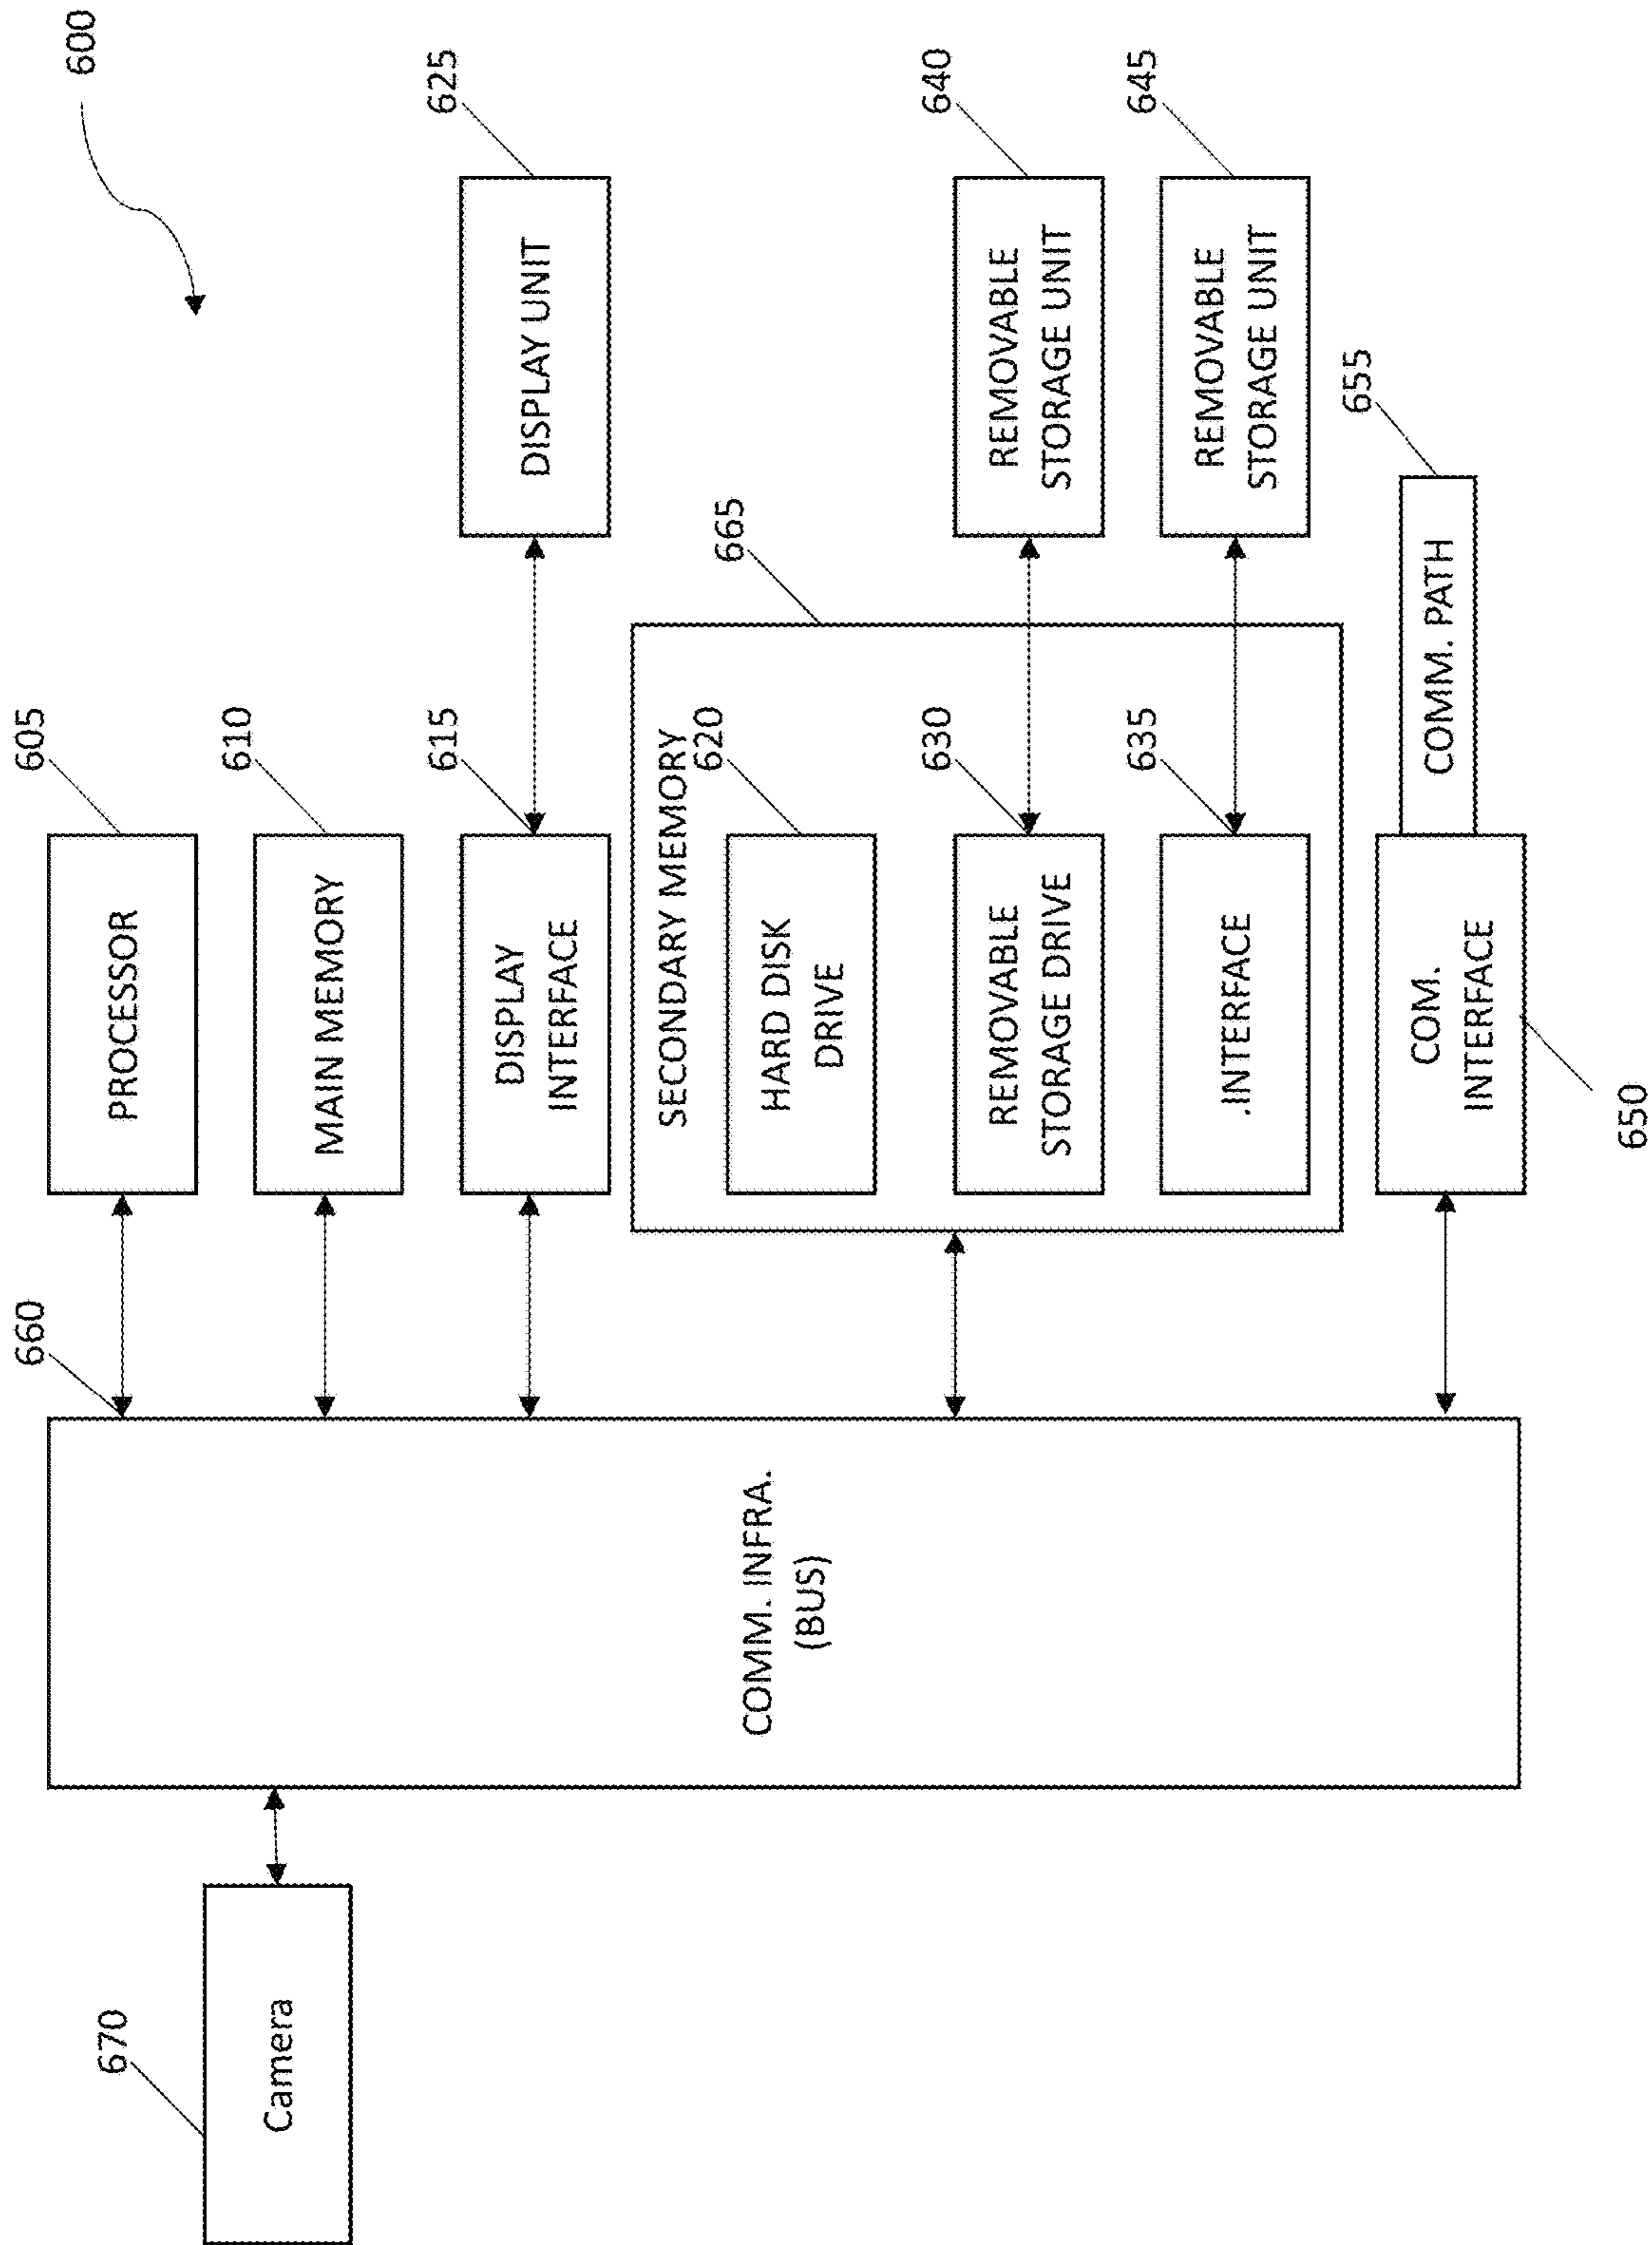 600
605
PROCESSOR
660
610
MAIN MEMORY
670
Camera
615
DISPLAY
INTERFACE
625
DISPLAY UNIT
COMM. INFRA.
(BUS)
665
SECONDARY MEMORY
620
HARD DISK
DRIVE
630
REMOVABLE
STORAGE DRIVE
640
REMOVABLE
STORAGE UNIT
635
.INTERFACE
645
REMOVABLE
STORAGE UNIT
COM.
INTERFACE
650
COMM. PATH
655